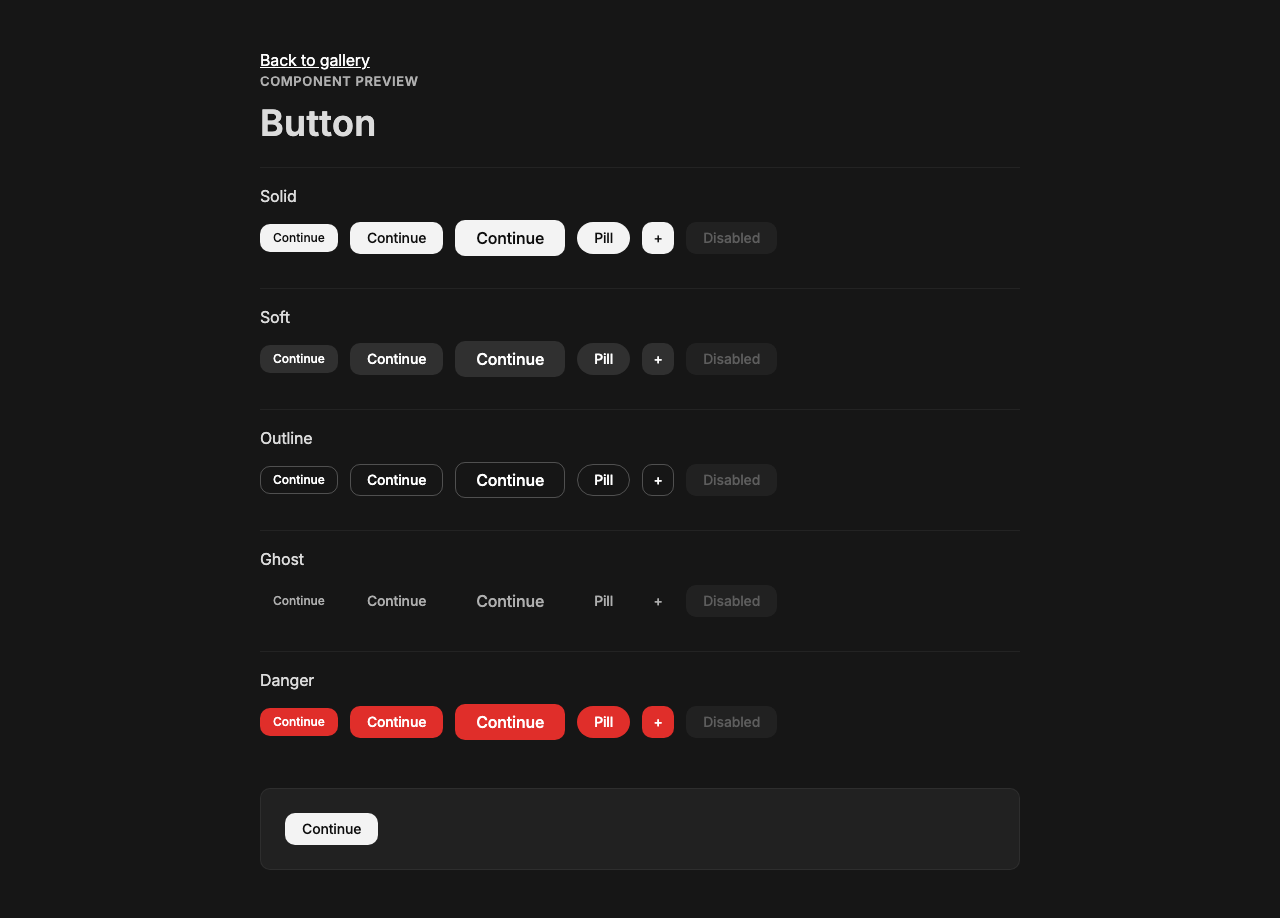 Back to gallery
COMPONENT PREVIEW
Button
Solid
Continue Continue Continue Pill + Disabled
Soft
Continue Continue Continue Pill + Disabled
Outline
Continue Continue Continue Pill + Disabled
Ghost
Continue Continue Continue Pill + Disabled
Danger
Continue Continue Continue Pill + Disabled
Continue